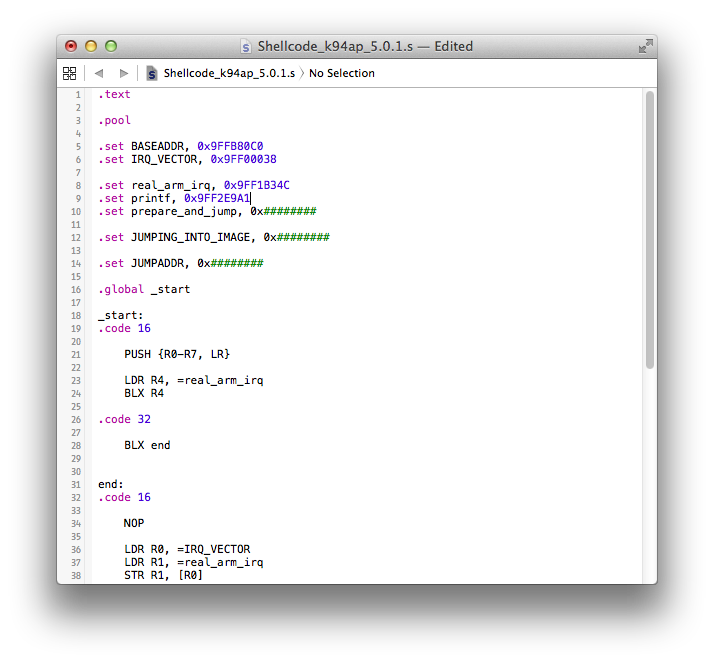 Shellcode_k94ap_5.0.1.s — Edited
Shellcode_k94ap_5.0.1.s 〉 No Selection
1 .text
2
3 .pool
4
5 .set BASEADDR, 0x9FFB80C0
6 .set IRQ_VECTOR, 0x9FF00038
7
8 .set real_arm_irq, 0x9FF1B34C
9 .set printf, 0x9FF2E9A1
10 .set prepare_and_jump, 0x########
11
12 .set JUMPING_INTO_IMAGE, 0x########
13
14 .set JUMPADDR, 0x########
15
16 .global _start
17
18 _start:
19 .code 16
20
21 PUSH {R0-R7, LR}
22
23 LDR R4, =real_arm_irq
24 BLX R4
25
26 .code 32
27
28 BLX end
29
30
31 end:
32 .code 16
33
34 NOP
35
36 LDR R0, =IRQ_VECTOR
37 LDR R1, =real_arm_irq
38 STR R1, [R0]